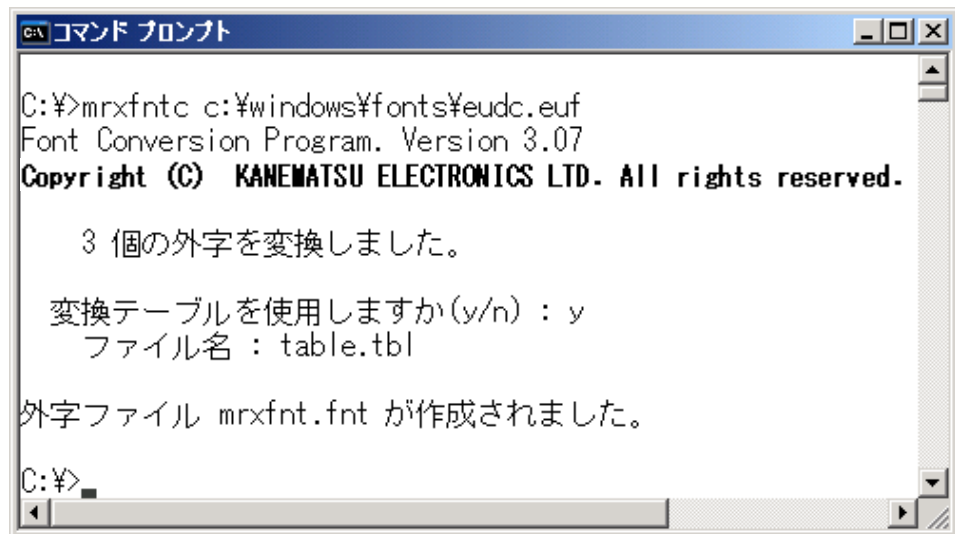 コマンド プロンプト
C:¥>mrxfntc c:¥windows¥fonts¥eudc.euf
Font Conversion Program. Version 3.07
Copyright (C)  KANEMATSU ELECTRONICS LTD. All rights reserved.
3 個の外字を変換しました。
変換テーブルを使用しますか(y/n) : y
ファイル名 : table.tbl
外字ファイル mrxfnt.fnt が作成されました。
C:¥>